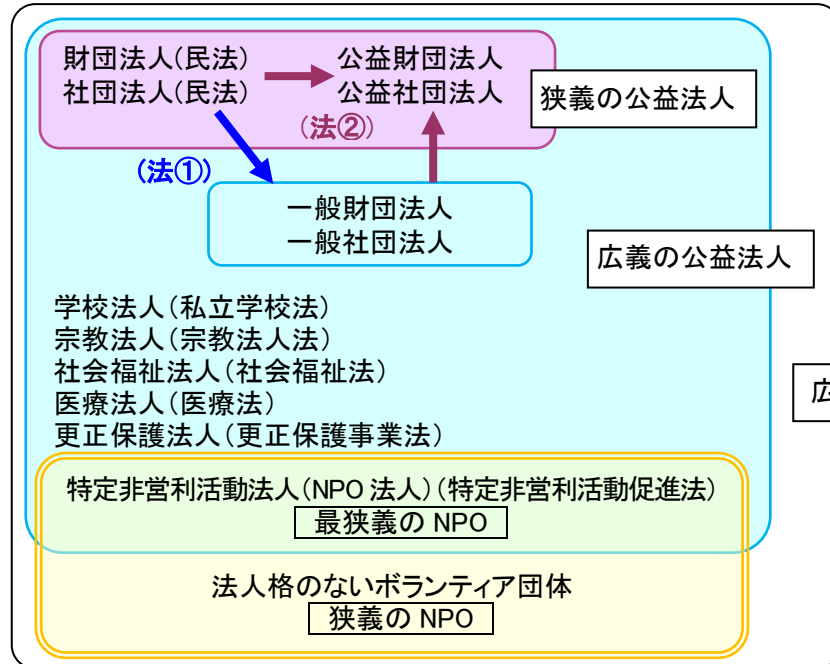 財団法人(民法)
社団法人(民法)
公益財団法人
公益社団法人
狭義の公益法人
(法②)
(法①)
一般財団法人
一般社団法人
広義の公益法人
学校法人(私立学校法)
宗教法人(宗教法人法)
社会福祉法人(社会福祉法)
医療法人(医療法)
更正保護法人(更正保護事業法)
広
特定非営利活動法人(NPO 法人)(特定非営利活動促進法)
最狭義の NPO
法人格のないボランティア団体
狭義の NPO